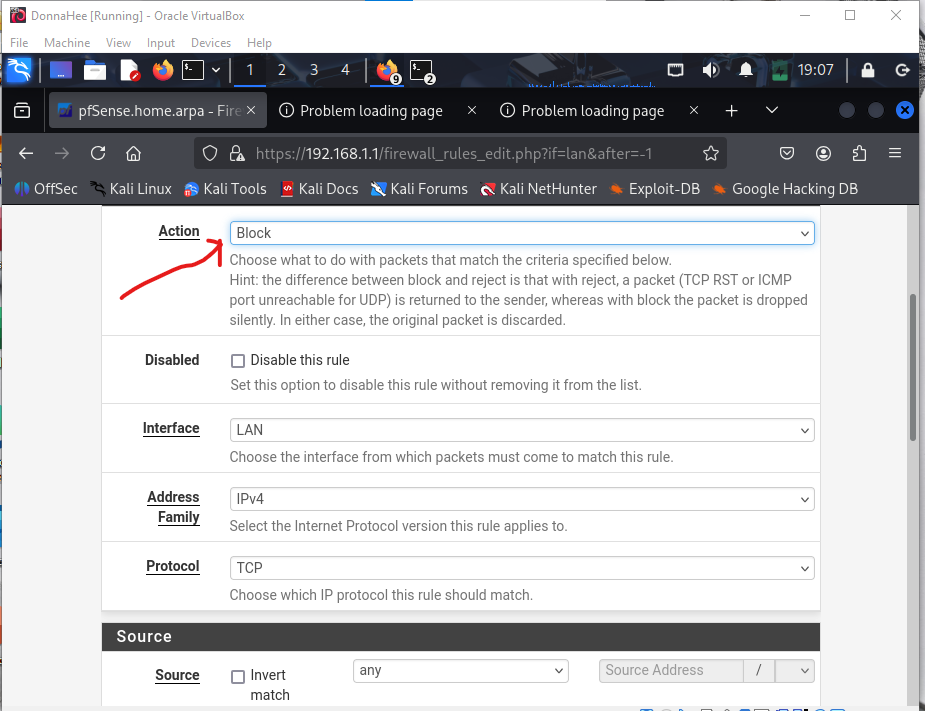 DonnaHee [Running] - Oracle VirtualBox
File Machine View Input Devices Help
1 2 3 4 9 2 19:07
pfSense.home.arpa - Fire Problem loading page Problem loading page
https://192.168.1.1/firewall_rules_edit.php?if=lan&after=-1
OffSec Kali Linux Kali Tools Kali Docs Kali Forums Kali NetHunter Exploit-DB Google Hacking DB
Action Block
Choose what to do with packets that match the criteria specified below.
Hint: the difference between block and reject is that with reject, a packet (TCP RST or ICMP
port unreachable for UDP) is returned to the sender, whereas with block the packet is dropped
silently. In either case, the original packet is discarded.
Disabled Disable this rule
Set this option to disable this rule without removing it from the list.
Interface LAN
Choose the interface from which packets must come to match this rule.
Address IPv4
Family
Select the Internet Protocol version this rule applies to.
Protocol TCP
Choose which IP protocol this rule should match.
Source
Source Invert any Source Address /
match